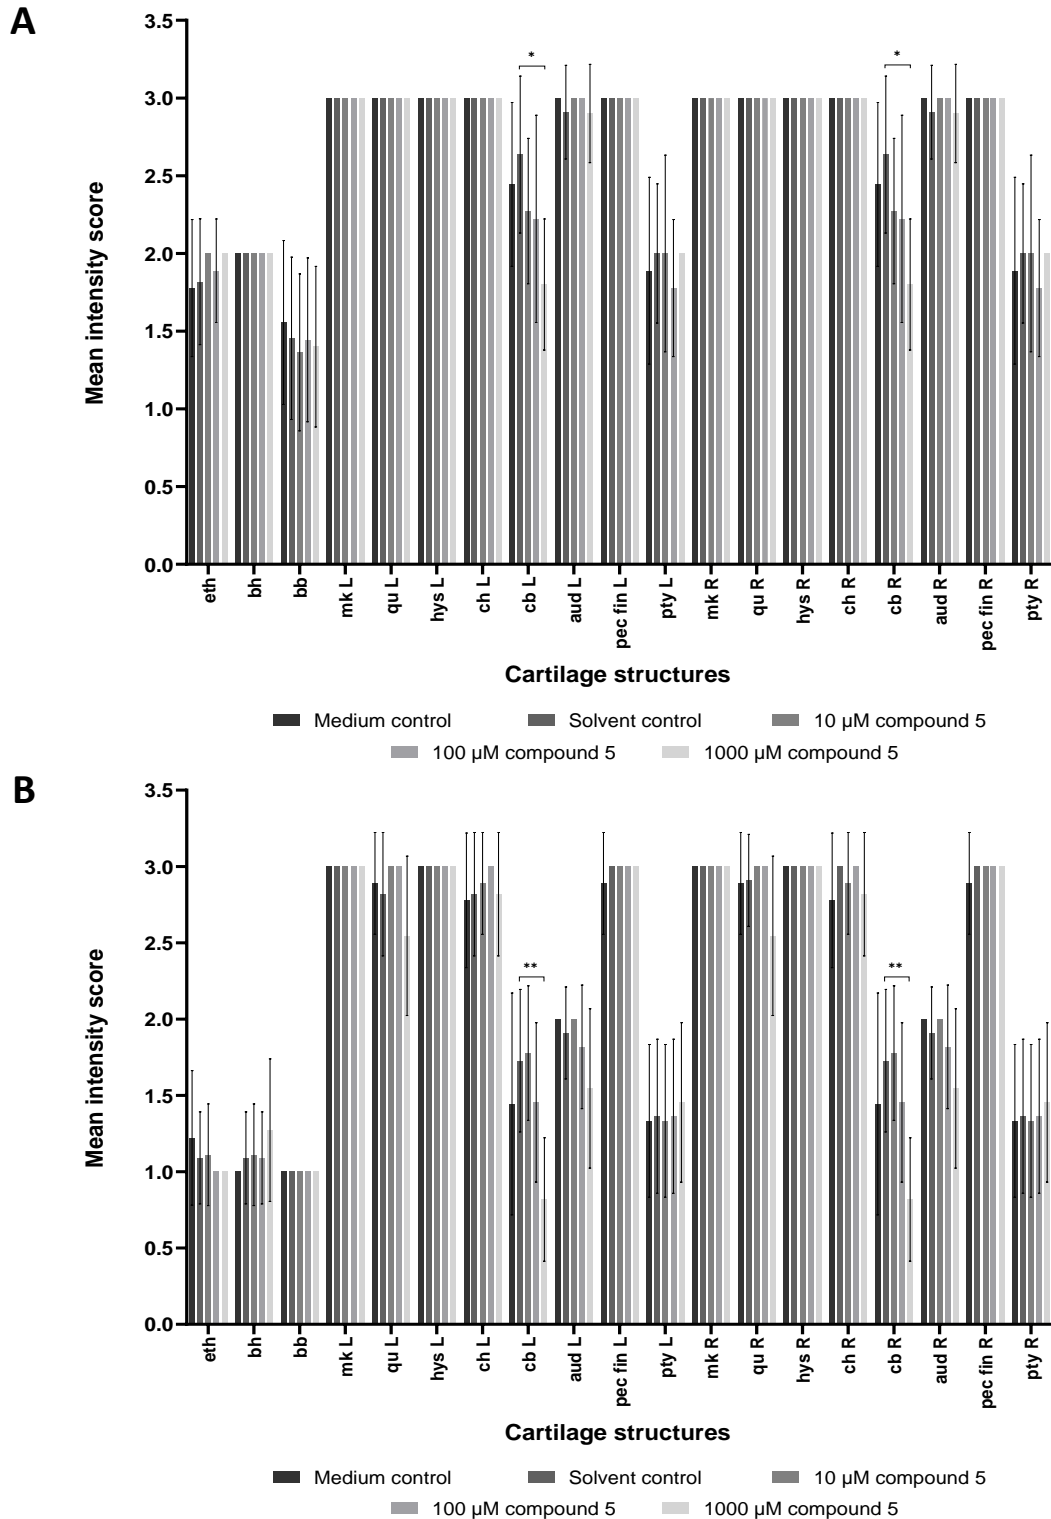 A
Mean intensity score
3.5
3.0
2.5
2.0
1.5
1.0
0.5
0.0
* *
eth bh bb mk L qu L hys L ch L cb L aud L pec fin L pty L mk R qu R hys R ch R cb R aud R pec fin R pty R
Cartilage structures
Medium control Solvent control 10 µM compound 5
100 µM compound 5 1000 µM compound 5
B
Mean intensity score
3.5
3.0
2.5
2.0
1.5
1.0
0.5
0.0
** **
eth bh bb mk L qu L hys L ch L cb L aud L pec fin L pty L mk R qu R hys R ch R cb R aud R pec fin R pty R
Cartilage structures
Medium control Solvent control 10 µM compound 5
100 µM compound 5 1000 µM compound 5